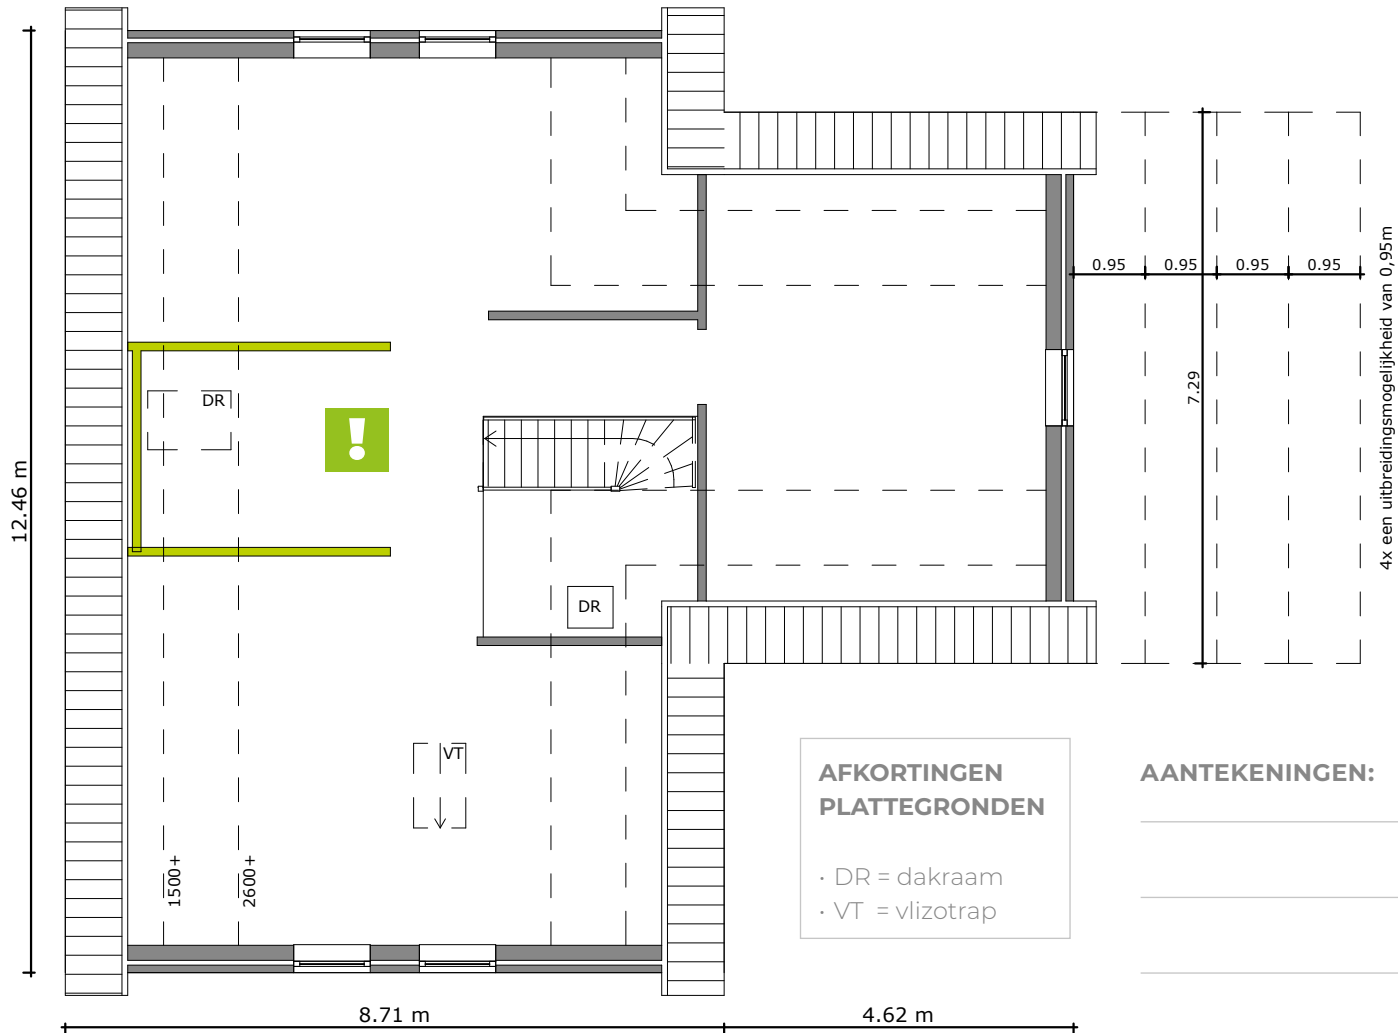 0.95 0.95 0.95 0.95
4x een uitbreidingsmogelijkheid van 0,95m
7.29
DR
!
12.46 m
DR
VT
1500+
2600+
AFKORTINGEN
PLATTEGRONDEN
· DR = dakraam
· VT = vlizotrap
AANTEKENINGEN:
8.71 m
4.62 m